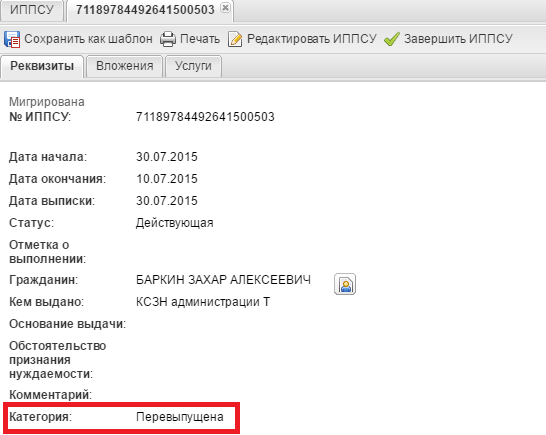 ИППСУ 71189784492641500503
Сохранить как шаблон Печать Редактировать ИППСУ Завершить ИППСУ
Реквизиты Вложения Услуги
Мигрирована
№ ИППСУ: 71189784492641500503
Дата начала: 30.07.2015
Дата окончания: 10.07.2015
Дата выписки: 30.07.2015
Статус: Действующая
Отметка о
выполнении:
Гражданин: БАРКИН ЗАХАР АЛЕКСЕЕВИЧ
Кем выдано: КСЗН администрации Т
Основание выдачи:
Обстоятельство
признания
нуждаемости:
Комментарий:
Категория: Перевыпущена